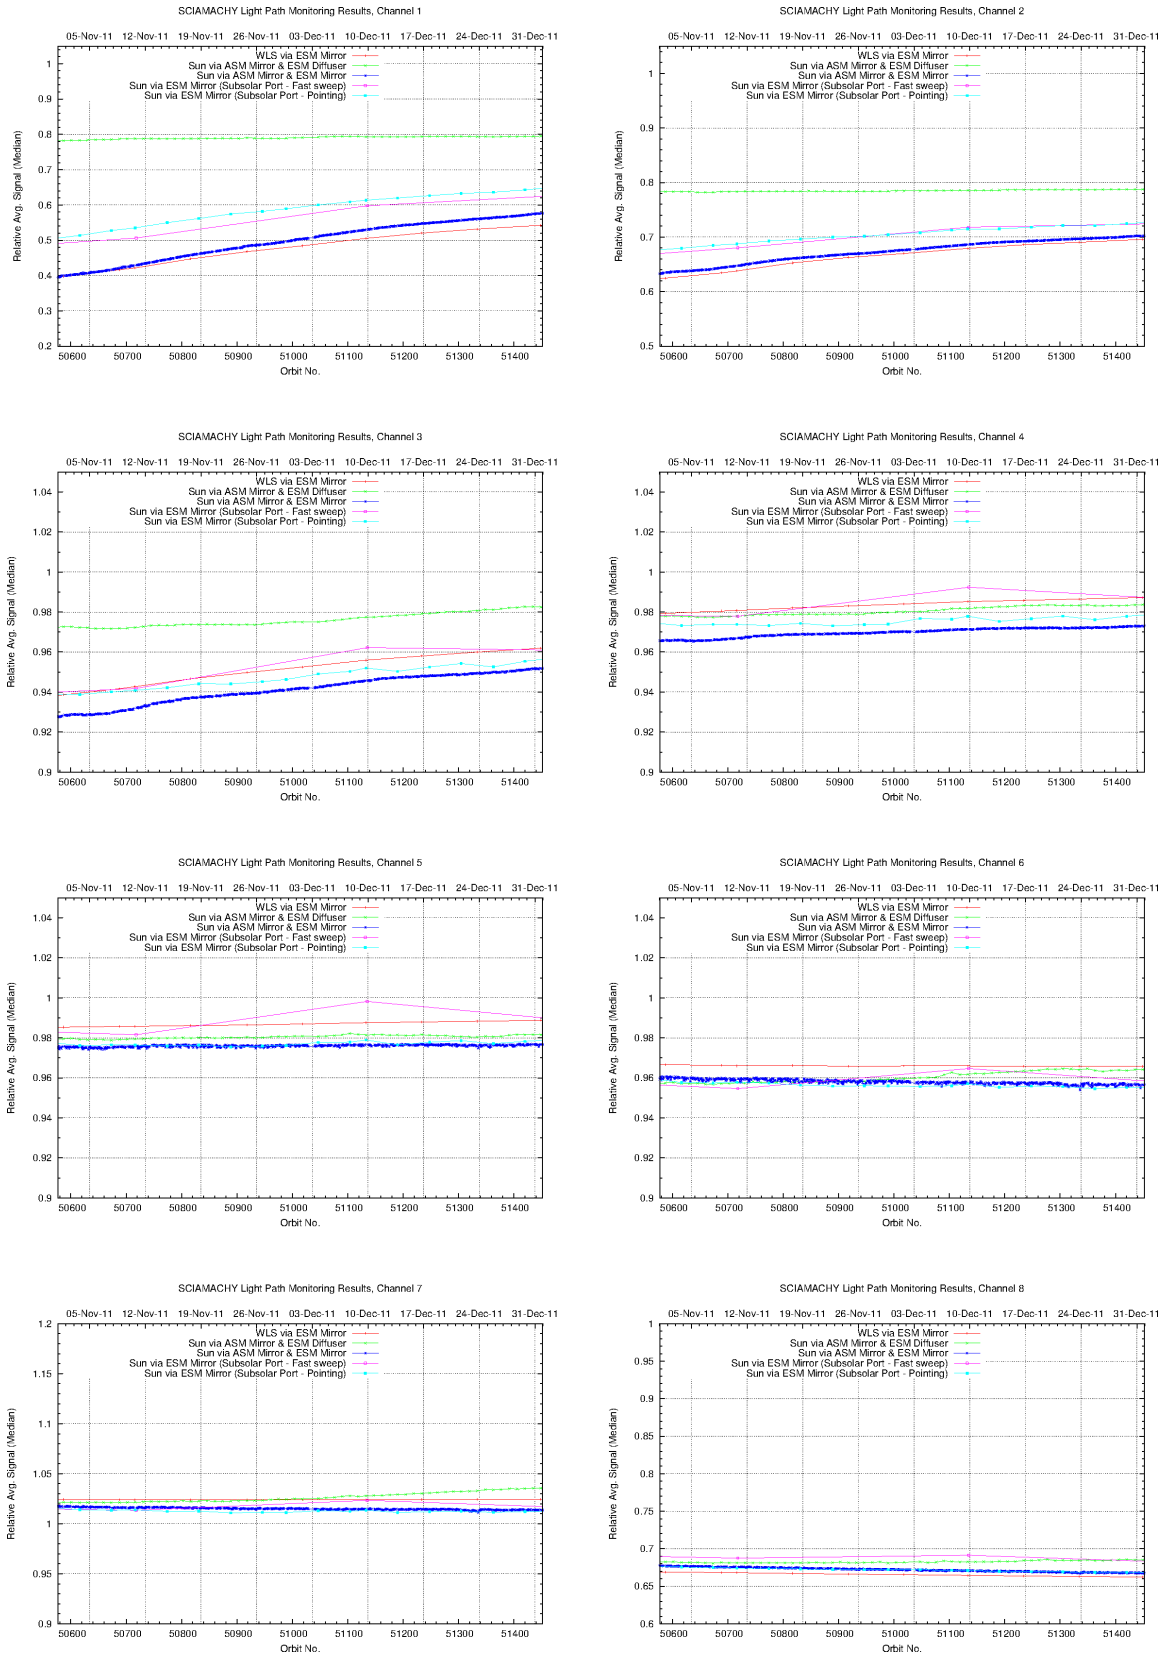 SCIAMACHY Light Path Monitoring Results, Channel 1
05-Nov-11 12-Nov-11 19-Nov-11 26-Nov-11 03-Dec-11 10-Dec-11 17-Dec-11 24-Dec-11 31-Dec-11
WLS via ESM Mirror
Sun via ASM Mirror & ESM Diffuser
Sun via ASM Mirror & ESM Mirror
Sun via ESM Mirror (Subsolar Port - Fast sweep)
Sun via ESM Mirror (Subsolar Port - Pointing)
Relative Avg. Signal (Median)
1
0.9
0.8
0.7
0.6
0.5
0.4
0.3
0.2
50600 50700 50800 50900 51000 51100 51200 51300 51400
Orbit No.
SCIAMACHY Light Path Monitoring Results, Channel 2
05-Nov-11 12-Nov-11 19-Nov-11 26-Nov-11 03-Dec-11 10-Dec-11 17-Dec-11 24-Dec-11 31-Dec-11
WLS via ESM Mirror
Sun via ASM Mirror & ESM Diffuser
Sun via ASM Mirror & ESM Mirror
Sun via ESM Mirror (Subsolar Port - Fast sweep)
Sun via ESM Mirror (Subsolar Port - Pointing)
Relative Avg. Signal (Median)
1
0.9
0.8
0.7
0.6
0.5
50600 50700 50800 50900 51000 51100 51200 51300 51400
Orbit No.
SCIAMACHY Light Path Monitoring Results, Channel 3
05-Nov-11 12-Nov-11 19-Nov-11 26-Nov-11 03-Dec-11 10-Dec-11 17-Dec-11 24-Dec-11 31-Dec-11
WLS via ESM Mirror
Sun via ASM Mirror & ESM Diffuser
Sun via ASM Mirror & ESM Mirror
Sun via ESM Mirror (Subsolar Port - Fast sweep)
Sun via ESM Mirror (Subsolar Port - Pointing)
Relative Avg. Signal (Median)
1.04
1.02
1
0.98
0.96
0.94
0.92
0.9
50600 50700 50800 50900 51000 51100 51200 51300 51400
Orbit No.
SCIAMACHY Light Path Monitoring Results, Channel 4
05-Nov-11 12-Nov-11 19-Nov-11 26-Nov-11 03-Dec-11 10-Dec-11 17-Dec-11 24-Dec-11 31-Dec-11
WLS via ESM Mirror
Sun via ASM Mirror & ESM Diffuser
Sun via ASM Mirror & ESM Mirror
Sun via ESM Mirror (Subsolar Port - Fast sweep)
Sun via ESM Mirror (Subsolar Port - Pointing)
Relative Avg. Signal (Median)
1.04
1.02
1
0.98
0.96
0.94
0.92
0.9
50600 50700 50800 50900 51000 51100 51200 51300 51400
Orbit No.
SCIAMACHY Light Path Monitoring Results, Channel 5
05-Nov-11 12-Nov-11 19-Nov-11 26-Nov-11 03-Dec-11 10-Dec-11 17-Dec-11 24-Dec-11 31-Dec-11
WLS via ESM Mirror
Sun via ASM Mirror & ESM Diffuser
Sun via ASM Mirror & ESM Mirror
Sun via ESM Mirror (Subsolar Port - Fast sweep)
Sun via ESM Mirror (Subsolar Port - Pointing)
Relative Avg. Signal (Median)
1.04
1.02
1
0.98
0.96
0.94
0.92
0.9
50600 50700 50800 50900 51000 51100 51200 51300 51400
Orbit No.
SCIAMACHY Light Path Monitoring Results, Channel 6
05-Nov-11 12-Nov-11 19-Nov-11 26-Nov-11 03-Dec-11 10-Dec-11 17-Dec-11 24-Dec-11 31-Dec-11
WLS via ESM Mirror
Sun via ASM Mirror & ESM Diffuser
Sun via ASM Mirror & ESM Mirror
Sun via ESM Mirror (Subsolar Port - Fast sweep)
Sun via ESM Mirror (Subsolar Port - Pointing)
Relative Avg. Signal (Median)
1.04
1.02
1
0.98
0.96
0.94
0.92
0.9
50600 50700 50800 50900 51000 51100 51200 51300 51400
Orbit No.
SCIAMACHY Light Path Monitoring Results, Channel 7
05-Nov-11 12-Nov-11 19-Nov-11 26-Nov-11 03-Dec-11 10-Dec-11 17-Dec-11 24-Dec-11 31-Dec-11
WLS via ESM Mirror
Sun via ASM Mirror & ESM Diffuser
Sun via ASM Mirror & ESM Mirror
Sun via ESM Mirror (Subsolar Port - Fast sweep)
Sun via ESM Mirror (Subsolar Port - Pointing)
Relative Avg. Signal (Median)
1.2
1.15
1.1
1.05
1
0.95
0.9
50600 50700 50800 50900 51000 51100 51200 51300 51400
Orbit No.
SCIAMACHY Light Path Monitoring Results, Channel 8
05-Nov-11 12-Nov-11 19-Nov-11 26-Nov-11 03-Dec-11 10-Dec-11 17-Dec-11 24-Dec-11 31-Dec-11
WLS via ESM Mirror
Sun via ASM Mirror & ESM Diffuser
Sun via ASM Mirror & ESM Mirror
Sun via ESM Mirror (Subsolar Port - Fast sweep)
Sun via ESM Mirror (Subsolar Port - Pointing)
Relative Avg. Signal (Median)
1
0.95
0.9
0.85
0.8
0.75
0.7
0.65
0.6
50600 50700 50800 50900 51000 51100 51200 51300 51400
Orbit No.